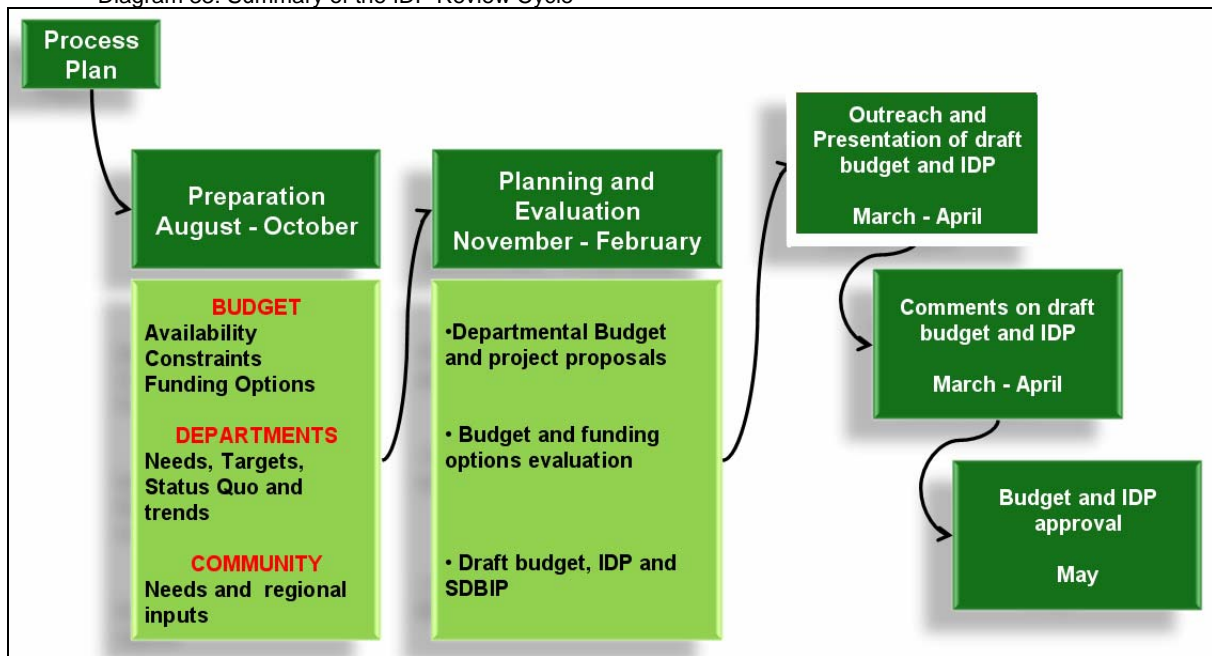 Process
Plan
Preparation
August - October
BUDGET
Availability
Constraints
Funding Options
DEPARTMENTS
Needs, Targets,
Status Quo and
trends
COMMUNITY
Needs and regional
inputs
Planning and
Evaluation
November - February
•Departmental Budget
and project proposals
• Budget and funding
options evaluation
• Draft budget, IDP and
SDBIP
Outreach and
Presentation of draft
budget and IDP
March - April
Comments on draft
budget and IDP
March - April
Budget and IDP
approval
May